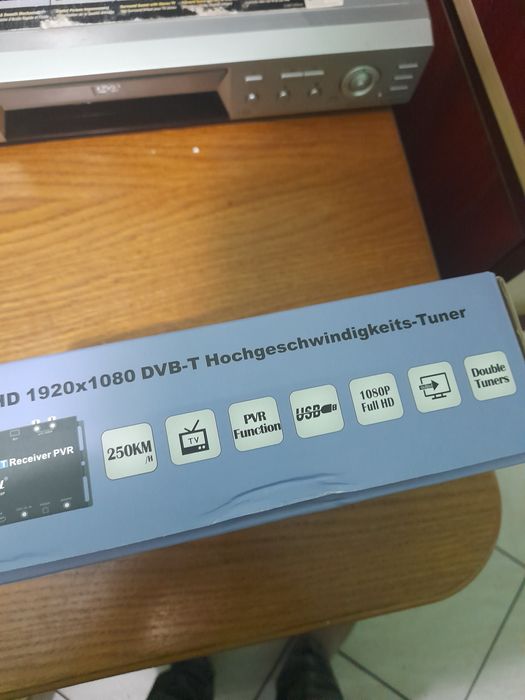 HD 1920x1080 DVB-T Hochgeschwindigkeits-Tuner
T Receiver PVR
250KM
/H
TV
PVR
Function
USB
1080P
Full HD
Double
Tuners